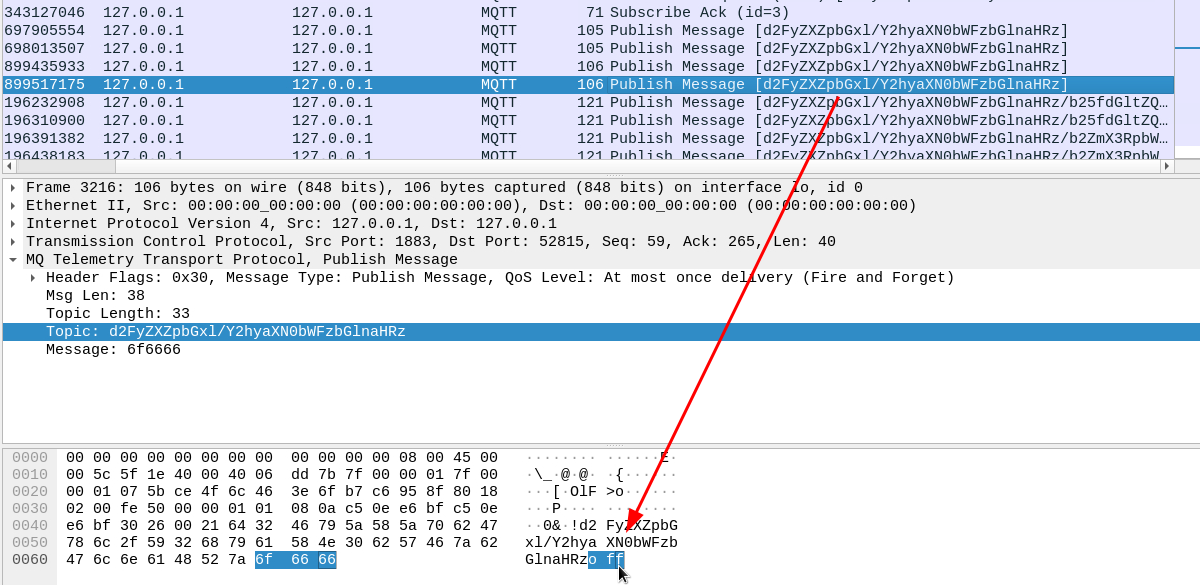 343127046 127.0.0.1 127.0.0.1 MQTT 71 Subscribe Ack (id=3)
697905554 127.0.0.1 127.0.0.1 MQTT 105 Publish Message [d2FyZXZpbGxl/Y2hyaXN0bWFzbGlnaHRz]
698013507 127.0.0.1 127.0.0.1 MQTT 105 Publish Message [d2FyZXZpbGxl/Y2hyaXN0bWFzbGlnaHRz]
899435933 127.0.0.1 127.0.0.1 MQTT 106 Publish Message [d2FyZXZpbGxl/Y2hyaXN0bWFzbGlnaHRz]
899517175 127.0.0.1 127.0.0.1 MQTT 106 Publish Message [d2FyZXZpbGxl/Y2hyaXN0bWFzbGlnaHRz]
196232908 127.0.0.1 127.0.0.1 MQTT 121 Publish Message [d2FyZXZpbGxl/Y2hyaXN0bWFzbGlnaHRz/b25fdGltZQ…
196310900 127.0.0.1 127.0.0.1 MQTT 121 Publish Message [d2FyZXZpbGxl/Y2hyaXN0bWFzbGlnaHRz/b25fdGltZQ…
196391382 127.0.0.1 127.0.0.1 MQTT 121 Publish Message [d2FyZXZpbGxl/Y2hyaXN0bWFzbGlnaHRz/b2ZmX3RpbW…
196438183 127.0.0.1 127.0.0.1 MQTT 121 Publish Message [d2FyZXZpbGxl/Y2hyaXN0bWFzbGlnaHRz/b2ZmX3RpbW…
Frame 3216: 106 bytes on wire (848 bits), 106 bytes captured (848 bits) on interface lo, id 0
Ethernet II, Src: 00:00:00_00:00:00 (00:00:00:00:00:00), Dst: 00:00:00_00:00:00 (00:00:00:00:00:00)
Internet Protocol Version 4, Src: 127.0.0.1, Dst: 127.0.0.1
Transmission Control Protocol, Src Port: 1883, Dst Port: 52815, Seq: 59, Ack: 265, Len: 40
MQ Telemetry Transport Protocol, Publish Message
Header Flags: 0x30, Message Type: Publish Message, QoS Level: At most once delivery (Fire and Forget)
Msg Len: 38
Topic Length: 33
Topic: d2FyZXZpbGxl/Y2hyaXN0bWFzbGlnaHRz
Message: 6f6666
0000 00 00 00 00 00 00 00 00 00 00 00 00 08 00 45 00 ········ ······E·
0010 00 5c 5f 1e 40 00 40 06 dd 7b 7f 00 00 01 7f 00 ·\_·@·@· ·{······
0020 00 01 07 5b ce 4f 6c 46 3e 6f b7 c6 95 8f 80 18 ···[·OlF >o······
0030 02 00 fe 50 00 00 01 01 08 0a c5 0e e6 bf c5 0e ···P···· ········
0040 e6 bf 30 26 00 21 64 32 46 79 5a 58 5a 70 62 47 ··0&·!d2 FyZXZpbG
0050 78 6c 2f 59 32 68 79 61 58 4e 30 62 57 46 7a 62 xl/Y2hya XN0bWFzb
0060 47 6c 6e 61 48 52 7a 6f 66 66 GlnaHRzo ff